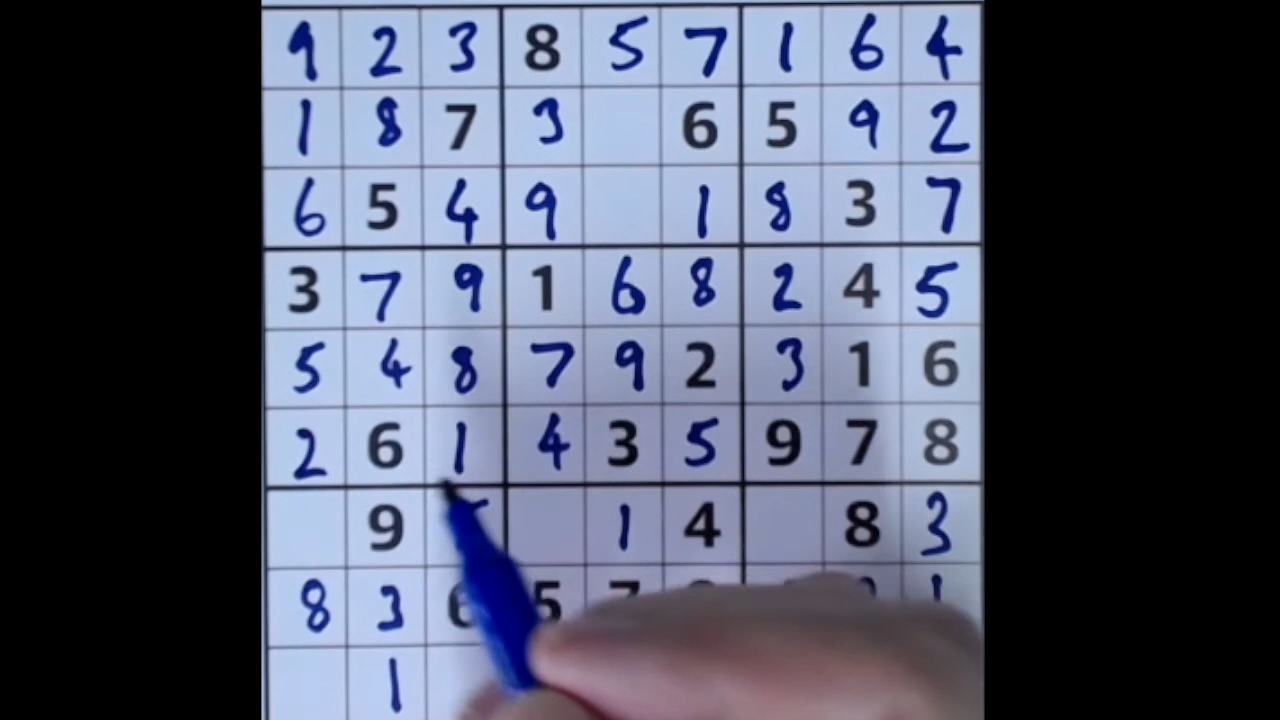 9 2 3 8 5 7 1 6 4
1 8 7 3 6 5 9 2
6 5 4 9 1 8 3 7
3 7 9 1 6 8 2 4 5
5 4 8 7 9 2 3 1 6
2 6 1 4 3 5 9 7 8
9 1 4 8 3
8 3 6 5 7 1
1